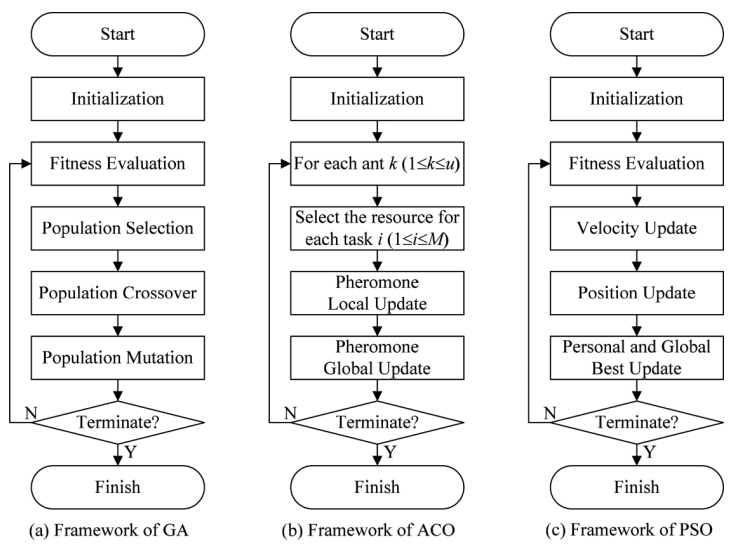 Start
Initialization
Fitness Evaluation
Population Selection
Population Crossover
Population Mutation
Terminate?
N
Y
Finish
(a) Framework of GA
Start
Initialization
For each ant k (1≤k≤u)
Select the resource for
each task i (1≤i≤M)
Pheromone
Local Update
Pheromone
Global Update
Terminate?
N
Y
Finish
(b) Framework of ACO
Start
Initialization
Fitness Evaluation
Velocity Update
Position Update
Personal and Global
Best Update
Terminate?
N
Y
Finish
(c) Framework of PSO